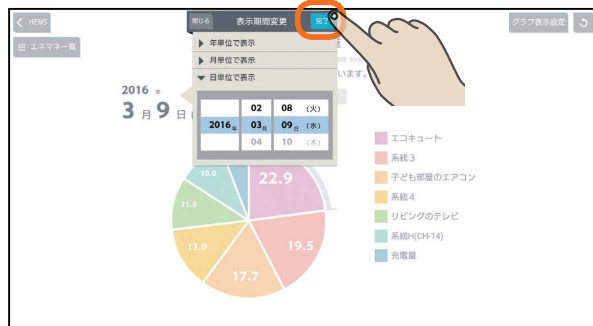 HEMS
閉じる
表示期間変更
完了
グラフ表示設定
エネマネ一覧
年単位で表示
月単位で表示
日単位で表示
います。
2016 年
3 月 9 日
02 08 (火)
2016年 03月 09日 (水)
04 10 (木)
10.0
22.9
11.0
13.0
17.7
19.5
エコキュート
系統3
子ども部屋のエアコン
系統4
リビングのテレビ
系統H(CH-14)
充電量